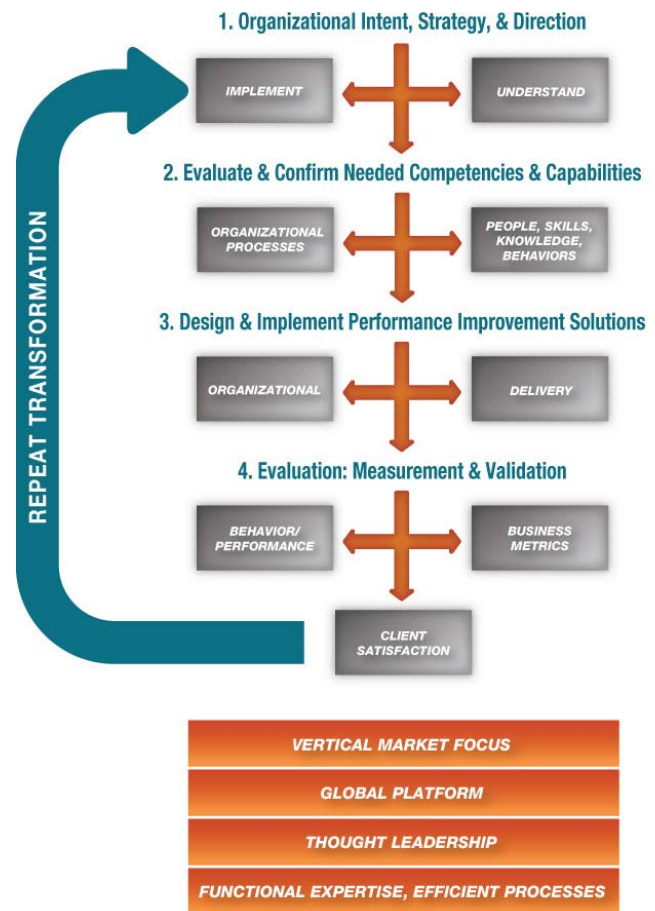 1. Organizational Intent, Strategy, & Direction
IMPLEMENT
UNDERSTAND
2. Evaluate & Confirm Needed Competencies & Capabilities
ORGANIZATIONAL
PROCESSES
PEOPLE, SKILLS,
KNOWLEDGE,
BEHAVIORS
3. Design & Implement Performance Improvement Solutions
ORGANIZATIONAL
DELIVERY
4. Evaluation: Measurement & Validation
BEHAVIOR/
PERFORMANCE
BUSINESS
METRICS
CLIENT
SATISFACTION
REPEAT TRANSFORMATION
VERTICAL MARKET FOCUS
GLOBAL PLATFORM
THOUGHT LEADERSHIP
FUNCTIONAL EXPERTISE, EFFICIENT PROCESSES